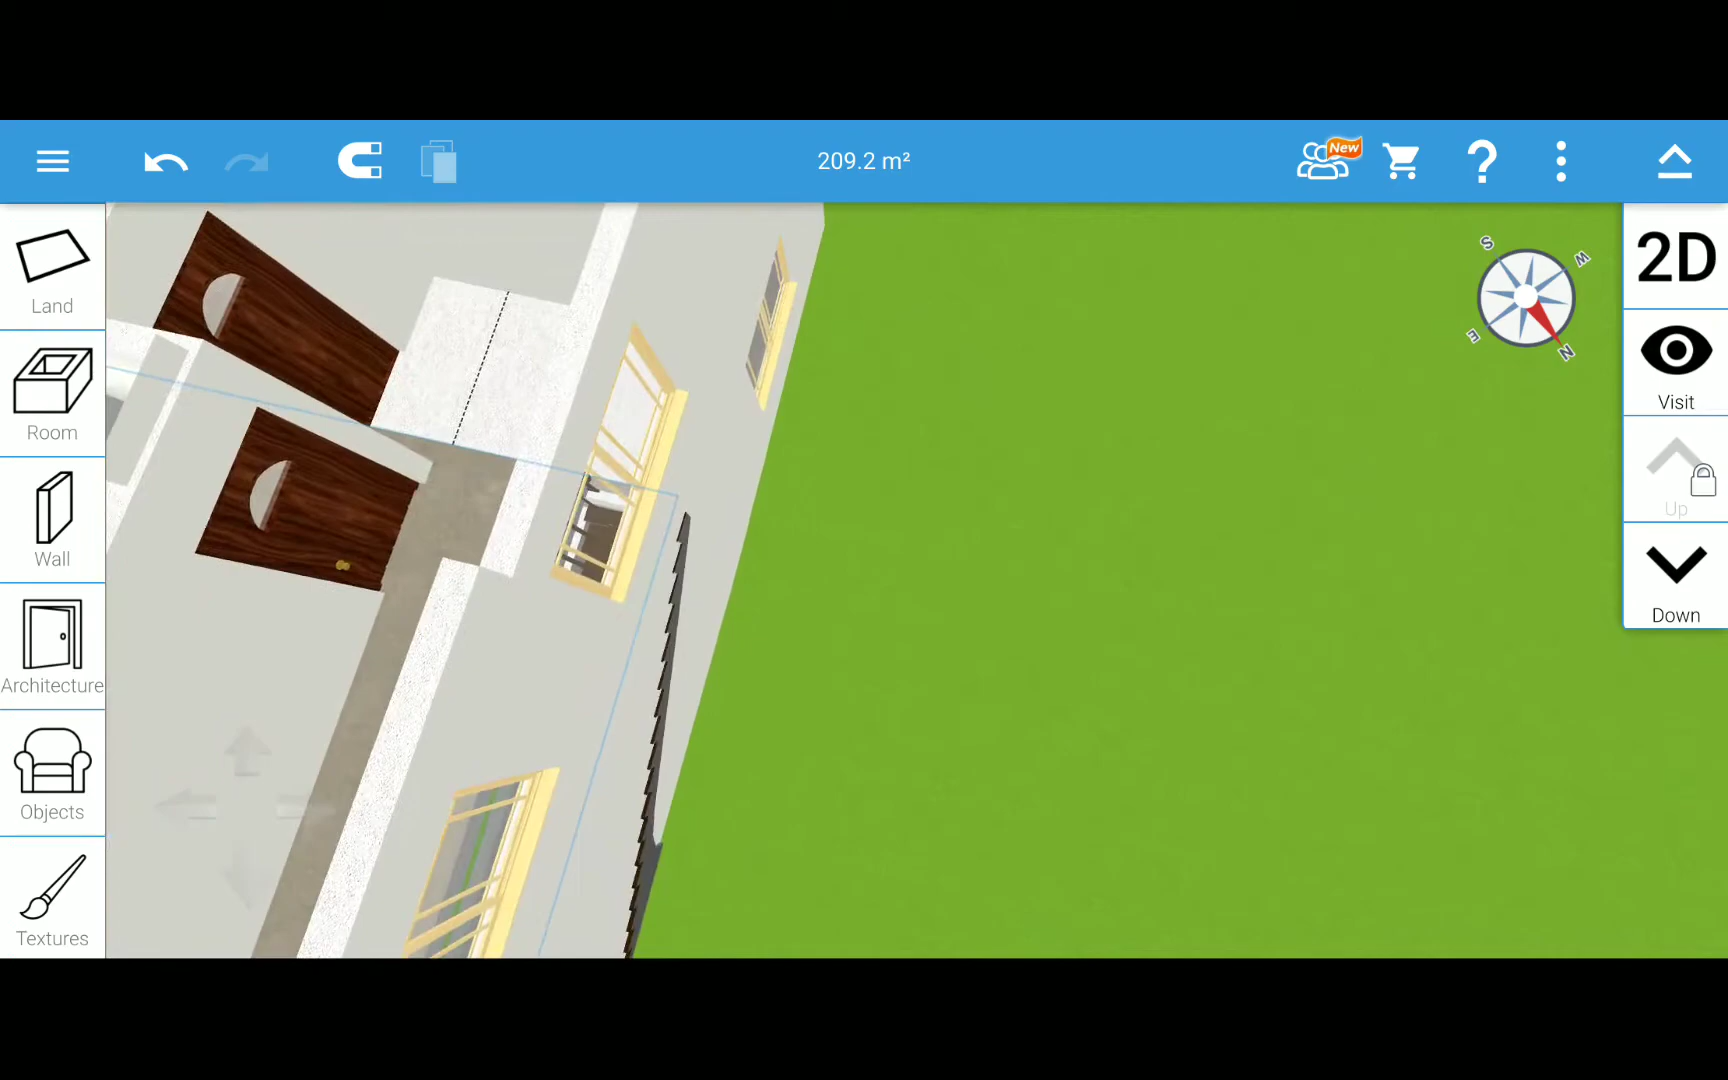 209.2 m²
New
Land
Room
Wall
Architecture
Objects
Textures
S
W
E
N
2D
Visit
Up
Down